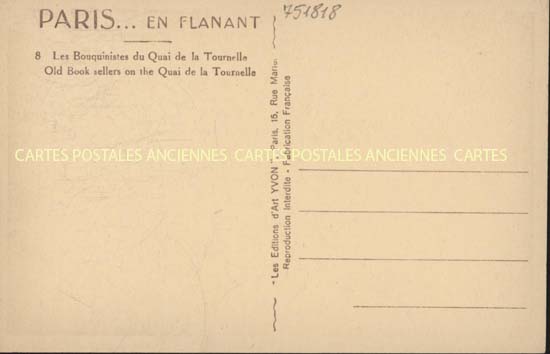 PARIS... EN FLANANT
8 Les Bouquinistes du Quai de la Tournelle
Old Book sellers on the Quai de la Tournelle
751818
"Les Editions d'Art YVON" Paris, 15, Rue
Reproduction Interdite - Fabrication Française
CARTES POSTALES ANCIENNES CARTES POSTALES ANCIENNES CARTES